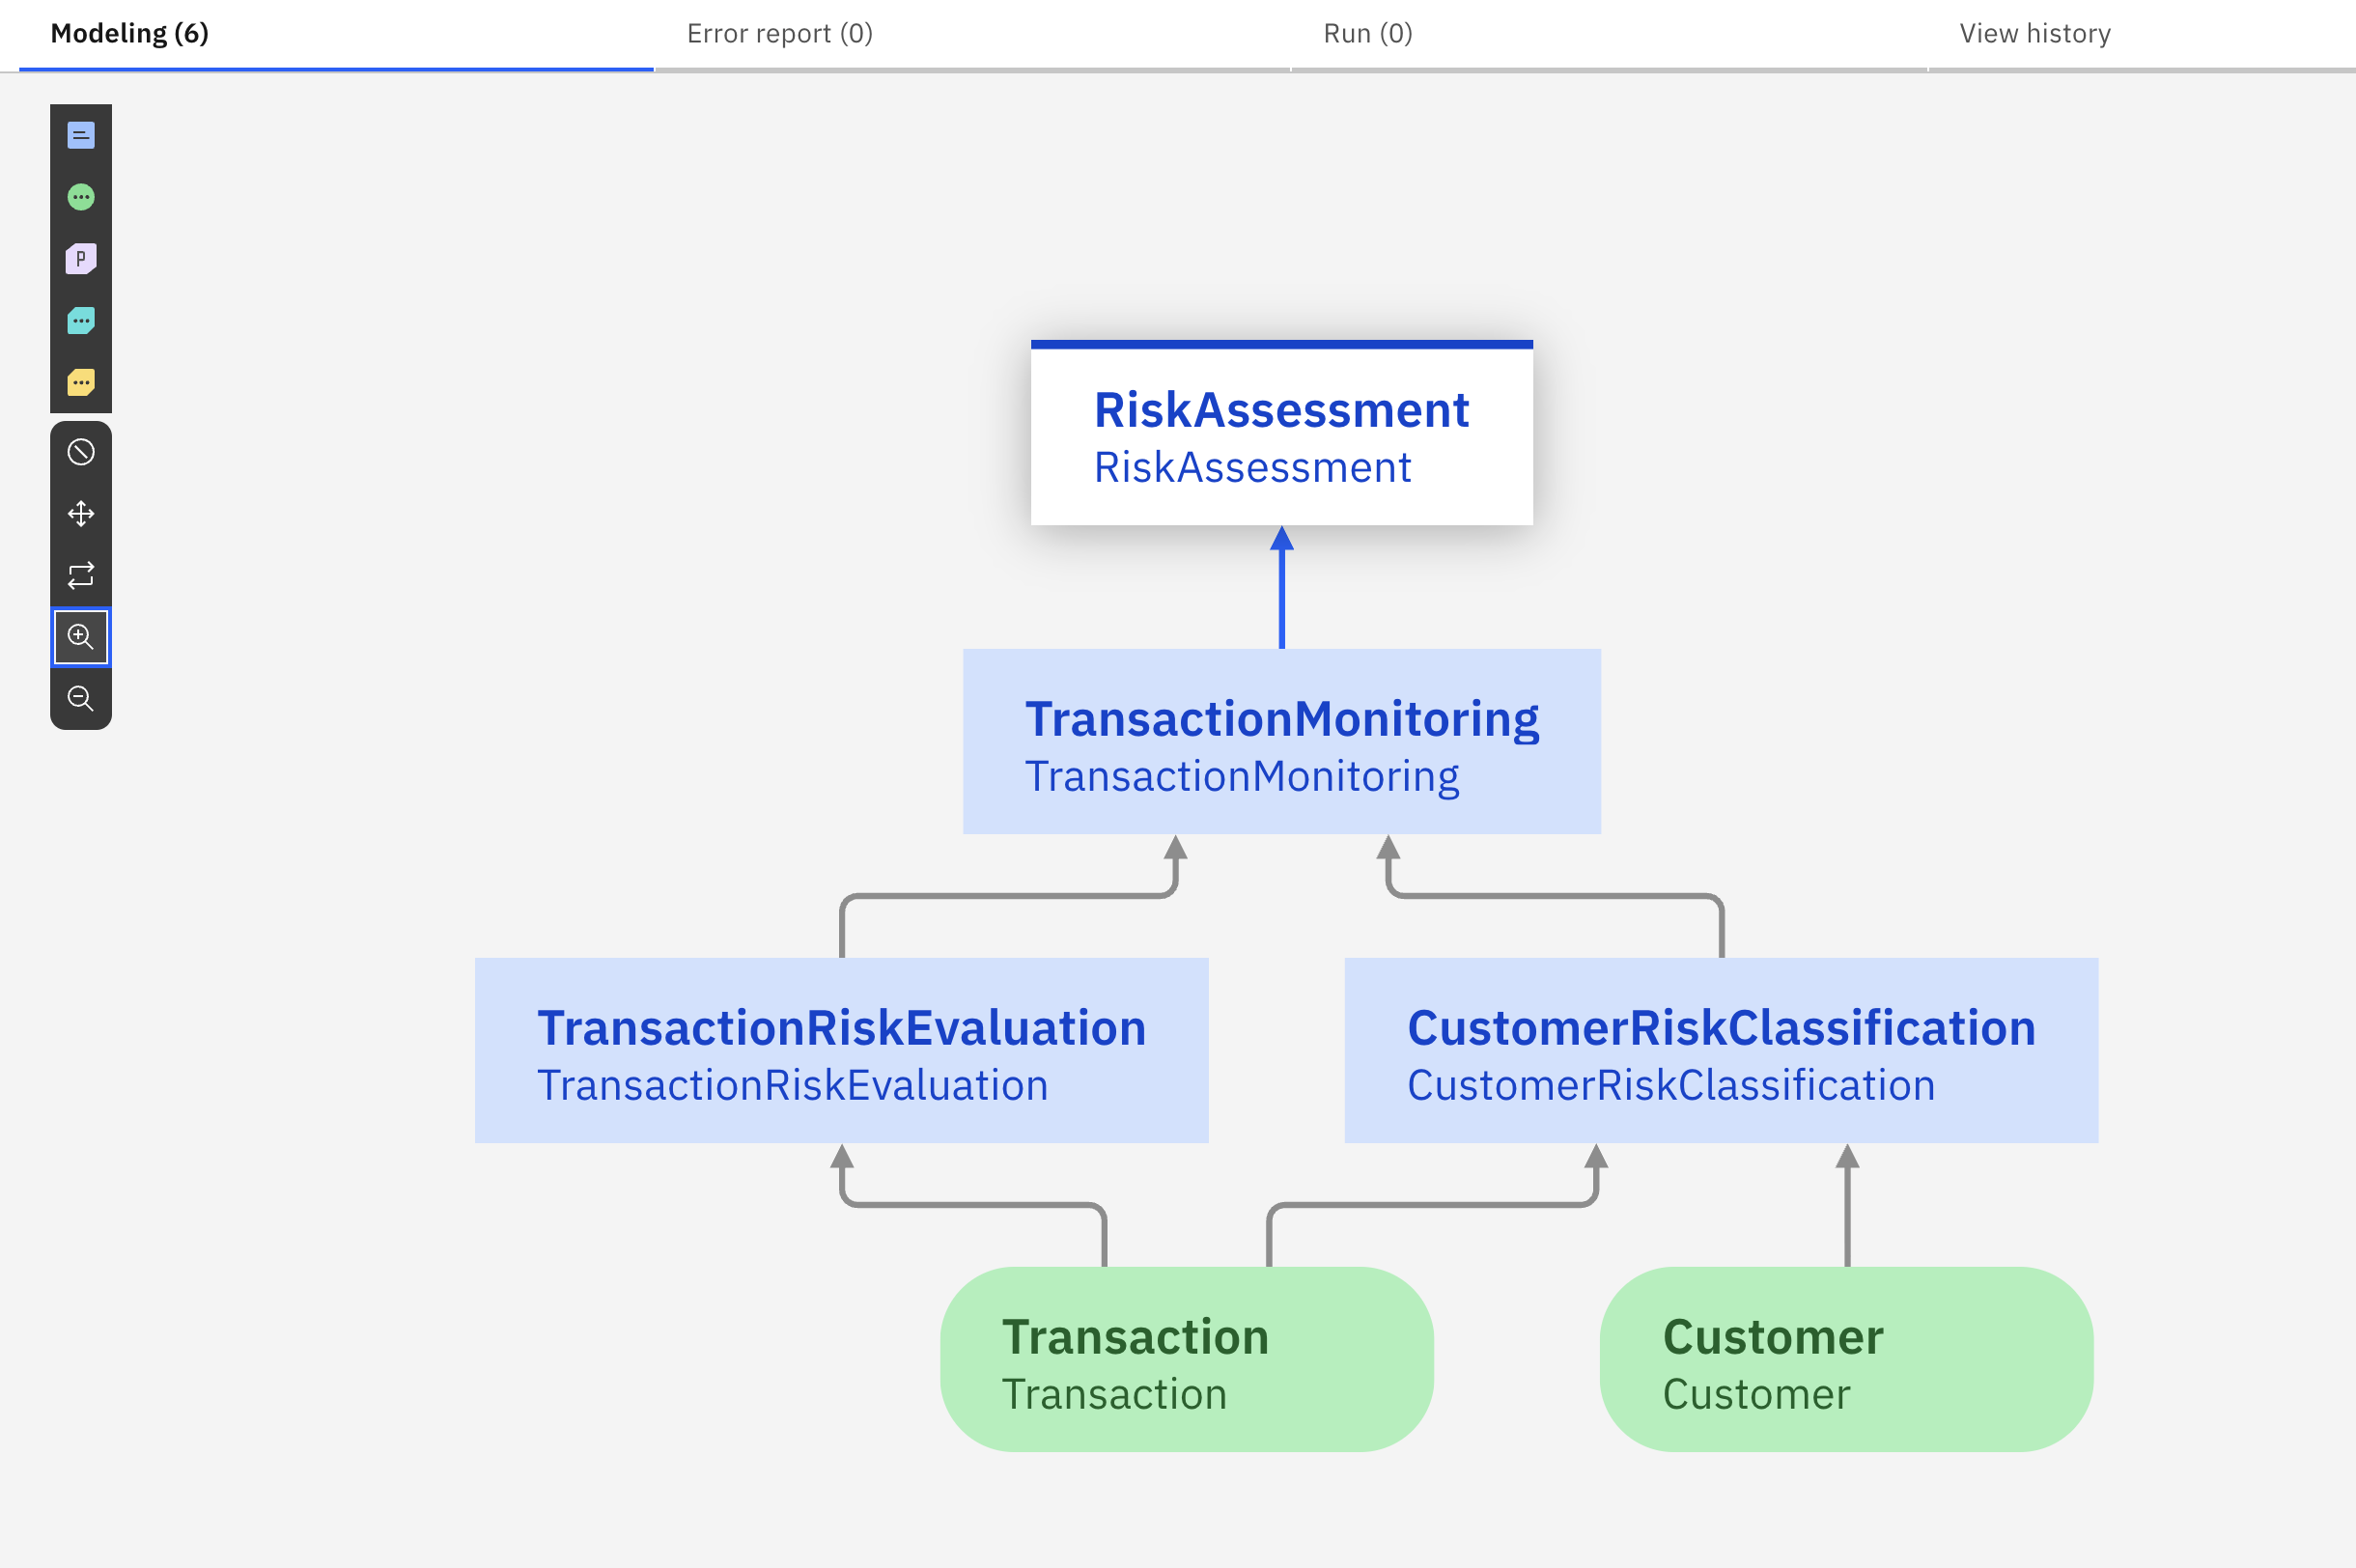 Modeling (6)
Error report (0)
Run (0)
View history
P
RiskAssessment
RiskAssessment
TransactionMonitoring
TransactionMonitoring
TransactionRiskEvaluation
TransactionRiskEvaluation
CustomerRiskClassification
CustomerRiskClassification
Transaction
Transaction
Customer
Customer